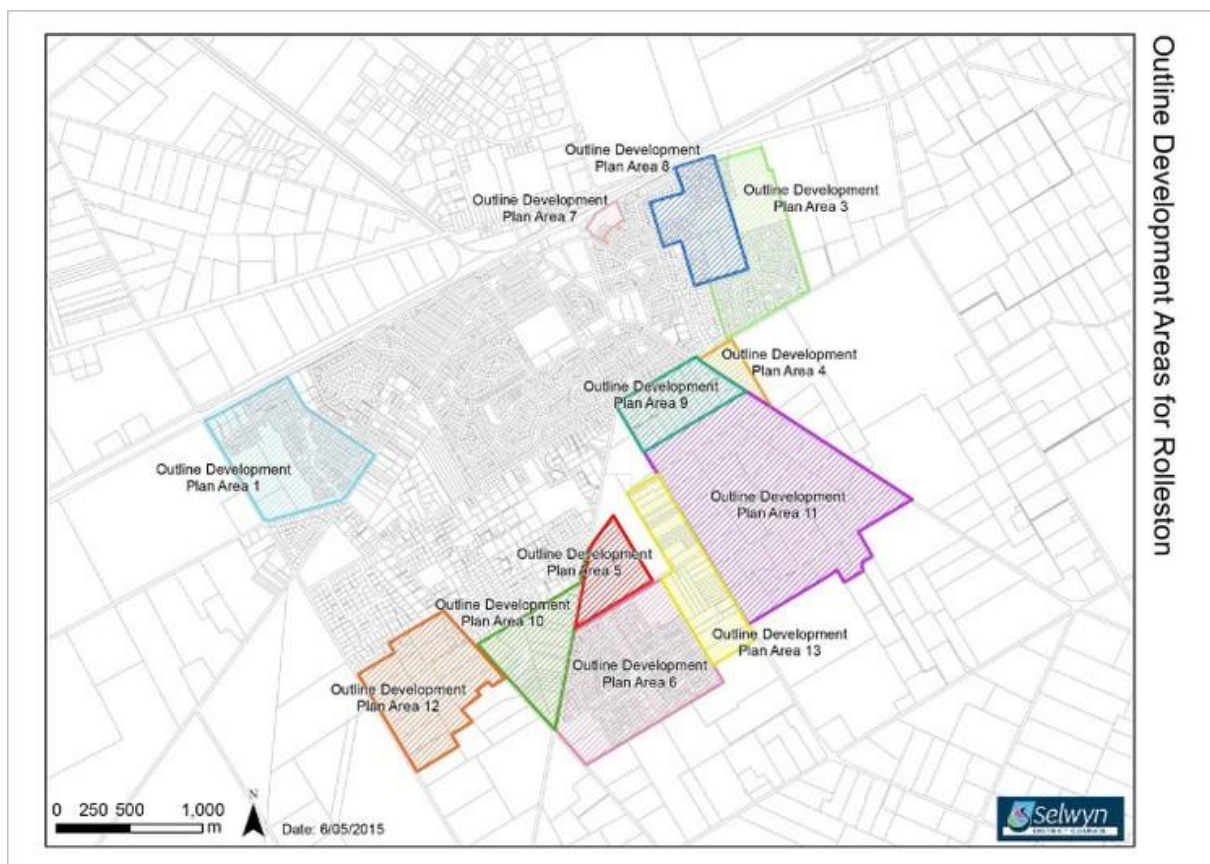 Outline Development Areas for Rolleston
Outline Development
Plan Area 8
Outline Development
Plan Area 3
Outline Development
Plan Area 7
Outline Development
Plan Area 4
Outline Development
Plan Area 9
Outline Development
Plan Area 1
Outline Development
Plan Area 11
Outline Development
Plan Area 5
Outline Development
Plan Area 10
Outline Development
Plan Area 13
Outline Development
Plan Area 6
Outline Development
Plan Area 12
0 250 500 1,000
m
N
Date: 6/05/2015
Selwyn
DISTRICT COUNCIL